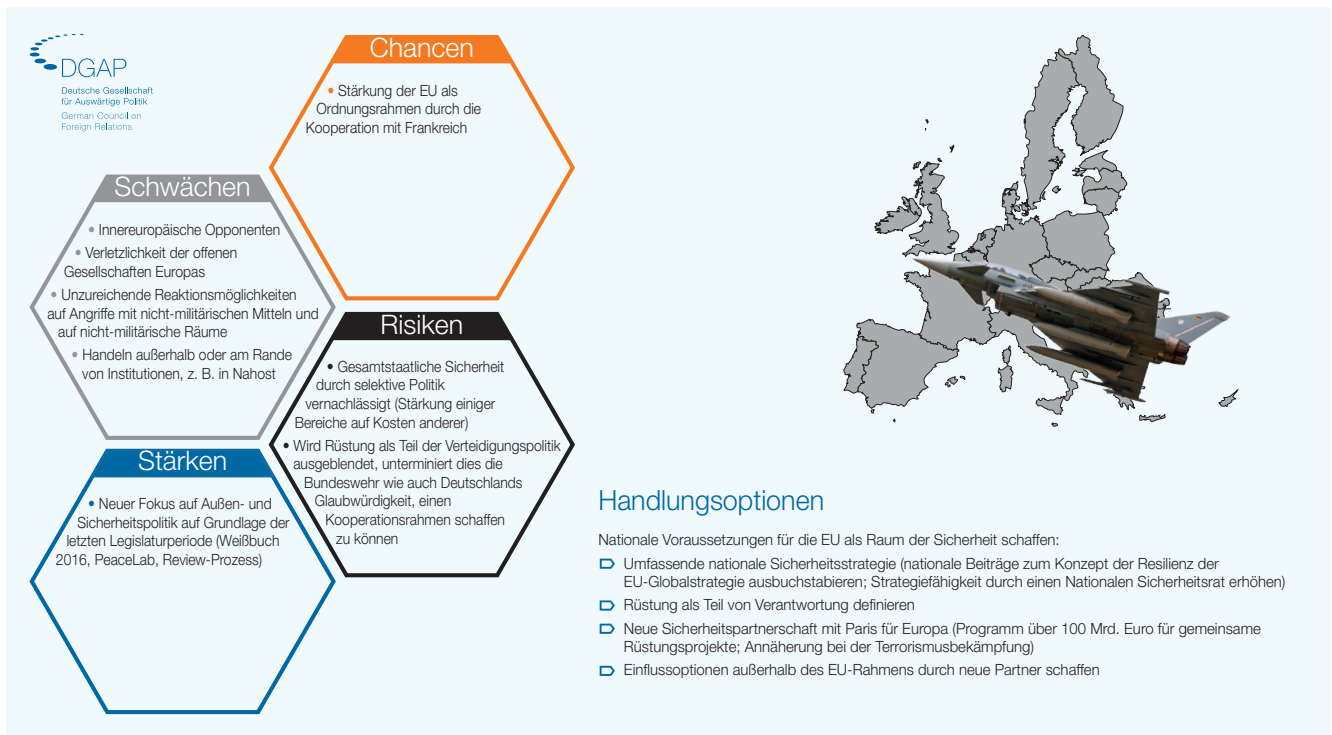 DGAP
Deutsche Gesellschaft
für Auswärtige Politik
German Council on
Foreign Relations
Chancen
• Stärkung der EU als
Ordnungsrahmen durch die
Kooperation mit Frankreich
Schwächen
• Innereuropäische Opponenten
• Verletzlichkeit der offenen
Gesellschaften Europas
• Unzureichende Reaktionsmöglichkeiten
auf Angriffe mit nicht-militärischen Mitteln und
auf nicht-militärische Räume
• Handeln außerhalb oder am Rande
von Institutionen, z. B. in Nahost
Risiken
• Gesamtstaatliche Sicherheit
durch selektive Politik
vernachlässigt (Stärkung einiger
Bereiche auf Kosten anderer)
• Wird Rüstung als Teil der Verteidigungspolitik
ausgeblendet, unterminiert dies die
Bundeswehr wie auch Deutschlands
Glaubwürdigkeit, einen
Kooperationsrahmen schaffen
zu können
Stärken
• Neuer Fokus auf Außen- und
Sicherheitspolitik auf Grundlage der
letzten Legislaturperiode (Weißbuch
2016, PeaceLab, Review-Prozess)
Handlungsoptionen
Nationale Voraussetzungen für die EU als Raum der Sicherheit schaffen:
Umfassende nationale Sicherheitsstrategie (nationale Beiträge zum Konzept der Resilienz der
EU-Globalstrategie ausbuchstabieren; Strategiefähigkeit durch einen Nationalen Sicherheitsrat erhöhen)
Rüstung als Teil von Verantwortung definieren
Neue Sicherheitspartnerschaft mit Paris für Europa (Programm über 100 Mrd. Euro für gemeinsame
Rüstungsprojekte; Annäherung bei der Terrorismusbekämpfung)
Einflussoptionen außerhalb des EU-Rahmens durch neue Partner schaffen